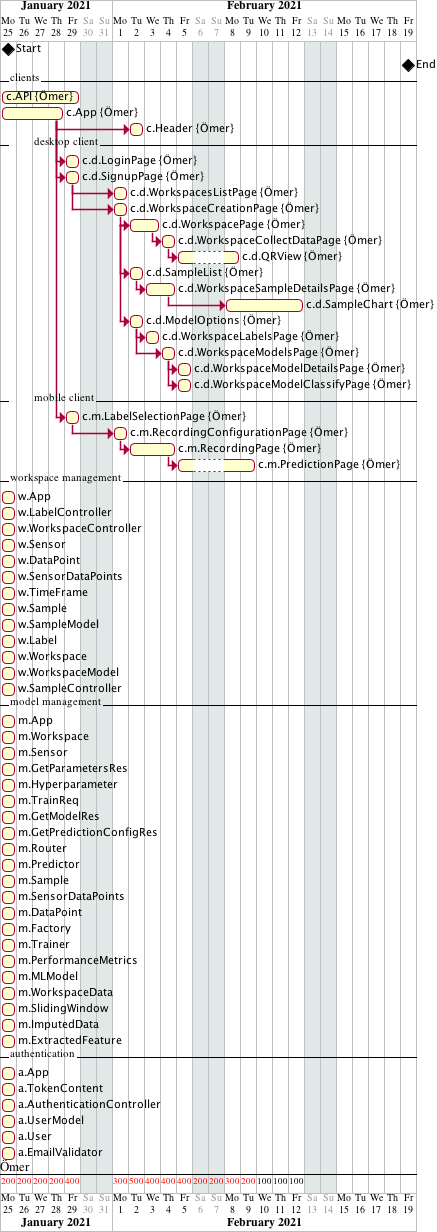 January 2021 February 2021
Mo Tu We Th Fr Sa Su Mo Tu We Th Fr Sa Su Mo Tu We Th Fr Sa Su Mo Tu We Th Fr
25 26 27 28 29 30 31 1 2 3 4 5 6 7 8 9 10 11 12 13 14 15 16 17 18 19
Start
End
clients
c.API {Ömer}
c.App {Ömer}
c.Header {Ömer}
desktop client
c.d.LoginPage {Ömer}
c.d.SignupPage {Ömer}
c.d.WorkspacesListPage {Ömer}
c.d.WorkspaceCreationPage {Ömer}
c.d.WorkspacePage {Ömer}
c.d.WorkspaceCollectDataPage {Ömer}
c.d.QRView {Ömer}
c.d.SampleList {Ömer}
c.d.WorkspaceSampleDetailsPage {Ömer}
c.d.SampleChart {Ömer}
c.d.ModelOptions {Ömer}
c.d.WorkspaceLabelsPage {Ömer}
c.d.WorkspaceModelsPage {Ömer}
c.d.WorkspaceModelDetailsPage {Ömer}
c.d.WorkspaceModelClassifyPage {Ömer}
mobile client
c.m.LabelSelectionPage {Ömer}
c.m.RecordingConfigurationPage {Ömer}
c.m.RecordingPage {Ömer}
c.m.PredictionPage {Ömer}
workspace management
w.App
w.LabelController
w.WorkspaceController
w.Sensor
w.DataPoint
w.SensorDataPoints
w.TimeFrame
w.Sample
w.SampleModel
w.Label
w.Workspace
w.WorkspaceModel
w.SampleController
model management
m.App
m.Workspace
m.Sensor
m.GetParametersRes
m.Hyperparameter
m.TrainReq
m.GetModelRes
m.GetPredictionConfigRes
m.Router
m.Predictor
m.Sample
m.SensorDataPoints
m.DataPoint
m.Factory
m.Trainer
m.PerformanceMetrics
m.MLModel
m.WorkspaceData
m.SlidingWindow
m.ImputedData
m.ExtractedFeature
authentication
a.App
a.TokenContent
a.AuthenticationController
a.UserModel
a.User
a.EmailValidator
Ömer
200 200 200 200 400 300 500 400 400 400 200 200 300 200 100 100 100
Mo Tu We Th Fr Sa Su Mo Tu We Th Fr Sa Su Mo Tu We Th Fr Sa Su Mo Tu We Th Fr
25 26 27 28 29 30 31 1 2 3 4 5 6 7 8 9 10 11 12 13 14 15 16 17 18 19
January 2021 February 2021